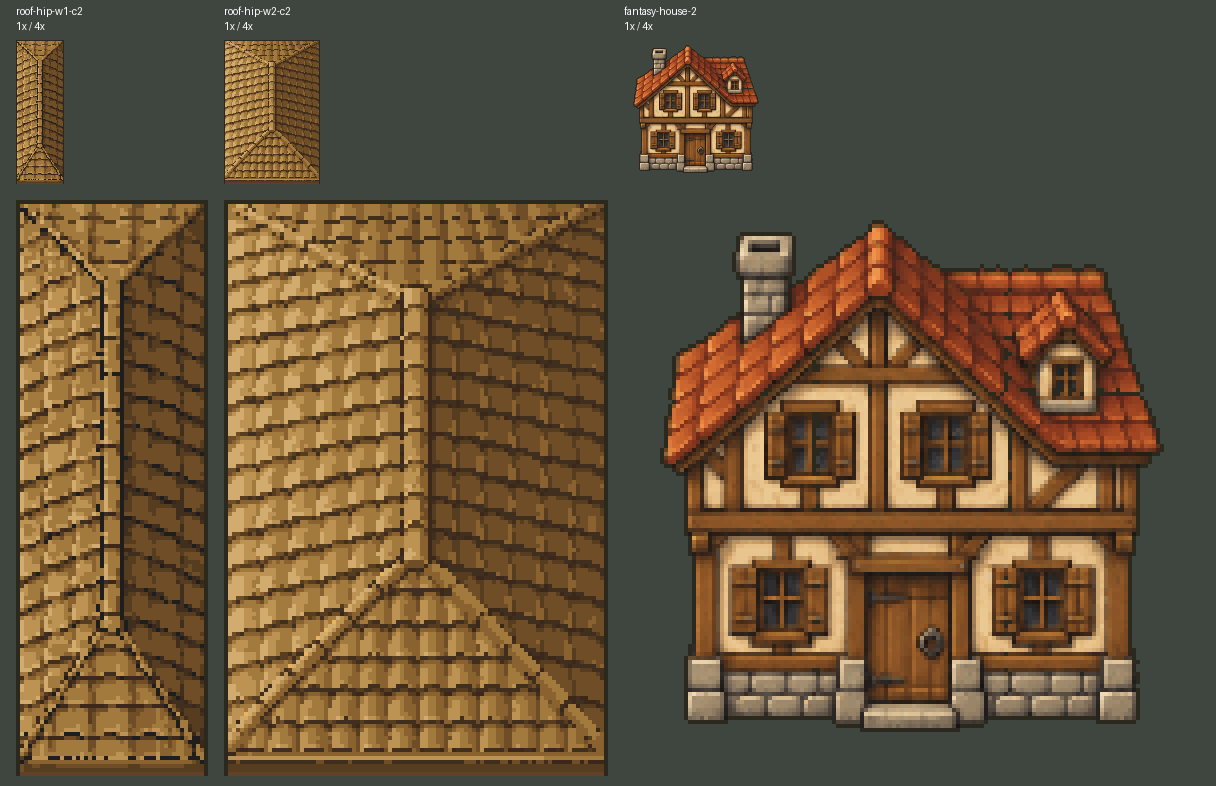 roof-hip-w1-c2
1x / 4x
roof-hip-w2-c2
1x / 4x
fantasy-house-2
1x / 4x